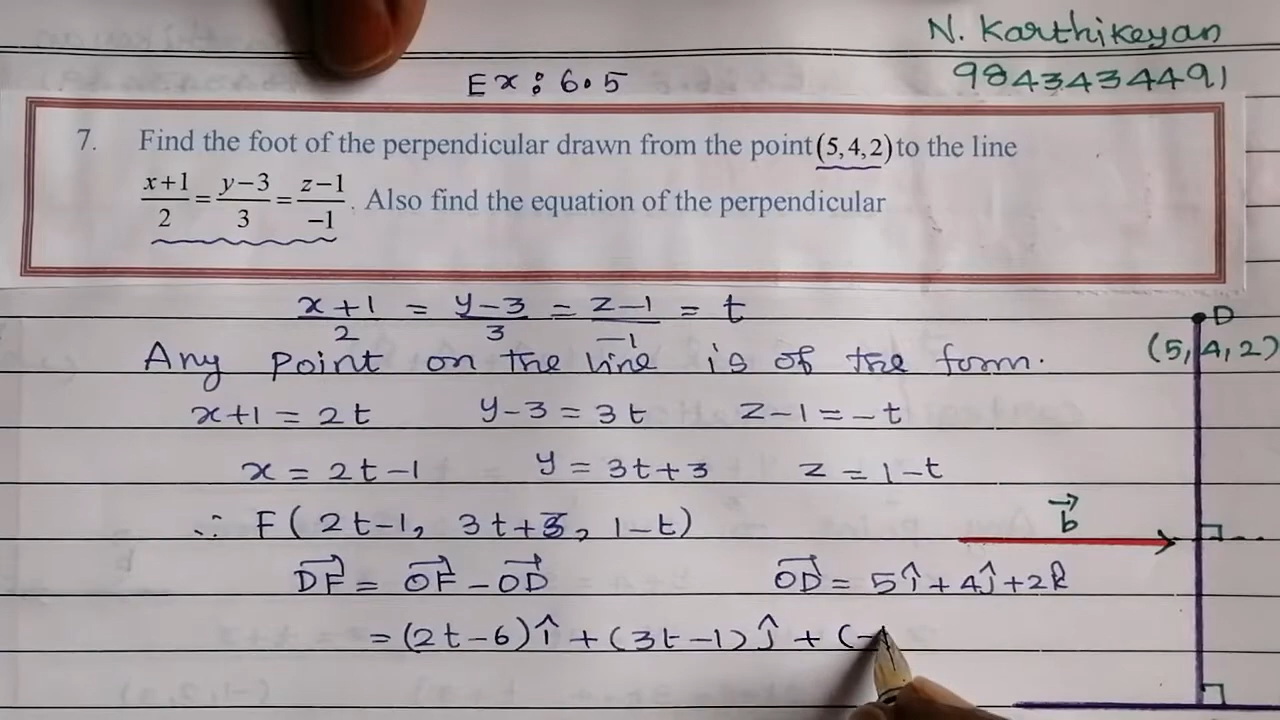 N. Karthikeyan
9843434491
Ex: 6.5
7. Find the foot of the perpendicular drawn from the point (5,4,2) to the line
x+1/2 = y−3/3 = z−1/−1. Also find the equation of the perpendicular
x+1/2 = y−3/3 = z−1/−1 = t
D
Any point on the line is of the form.
(5,4,2)
x+1 = 2t y−3 = 3t z−1 = −t
x = 2t−1 y = 3t+3 z = 1−t
∴ F(2t−1, 3t+3, 1−t)
b⃗
DF⃗ = OF⃗ − OD⃗ OD⃗ = 5î+4ĵ+2k̂
= (2t−6)î + (3t−1)ĵ + (−